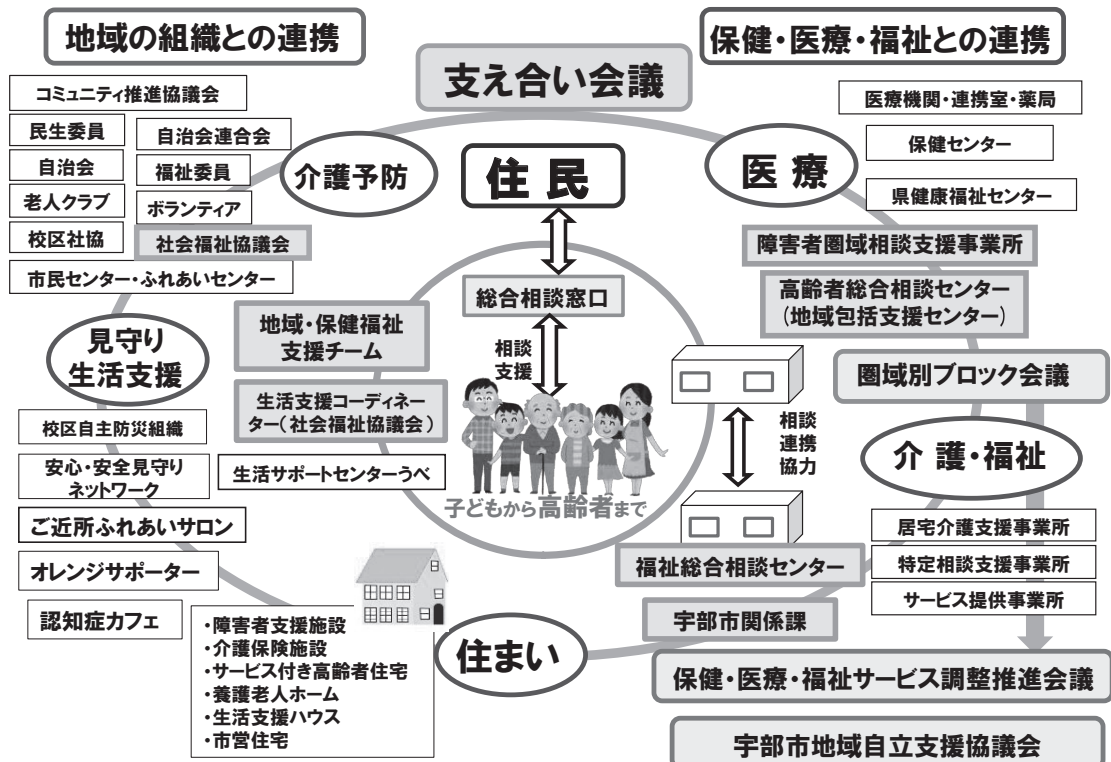 地域の組織との連携
保健・医療・福祉との連携
支え合い会議
コミュニティ推進協議会
民生委員
自治会連合会
自治会
福祉委員
老人クラブ
ボランティア
校区社協
社会福祉協議会
市民センター・ふれあいセンター
介護予防
住民
医療
医療機関・連携室・薬局
保健センター
県健康福祉センター
障害者圏域相談支援事業所
高齢者総合相談センター
(地域包括支援センター)
圏域別ブロック会議
総合相談窓口
相談
支援
地域・保健福祉
支援チーム
生活支援コーディネー
ター(社会福祉協議会)
生活サポートセンターうべ
子どもから高齢者まで
見守り
生活支援
校区自主防災組織
安心・安全見守り
ネットワーク
ご近所ふれあいサロン
オレンジサポーター
認知症カフェ
相談
連携
協力
介護・福祉
居宅介護支援事業所
特定相談支援事業所
サービス提供事業所
福祉総合相談センター
宇部市関係課
住まい
・障害者支援施設
・介護保険施設
・サービス付き高齢者住宅
・養護老人ホーム
・生活支援ハウス
・市営住宅
保健・医療・福祉サービス調整推進会議
宇部市地域自立支援協議会